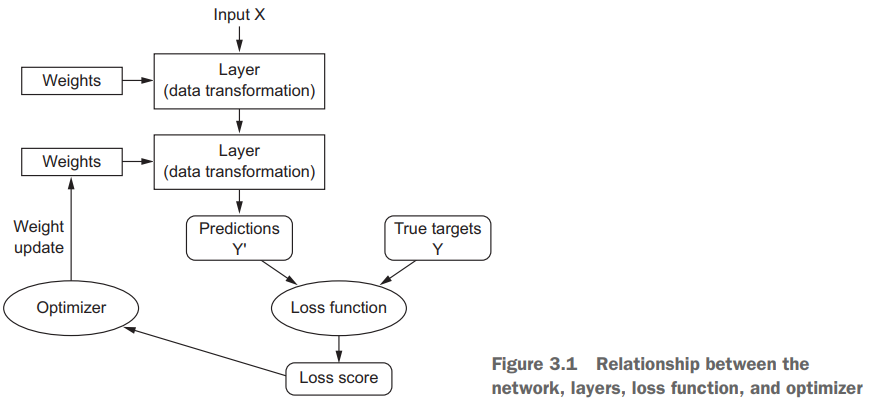 Input X
Layer
(data transformation)
Weights
Layer
(data transformation)
Weights
Weight
update
Predictions
Y'
True targets
Y
Optimizer
Loss function
Loss score
Figure 3.1 Relationship between the
network, layers, loss function, and optimizer